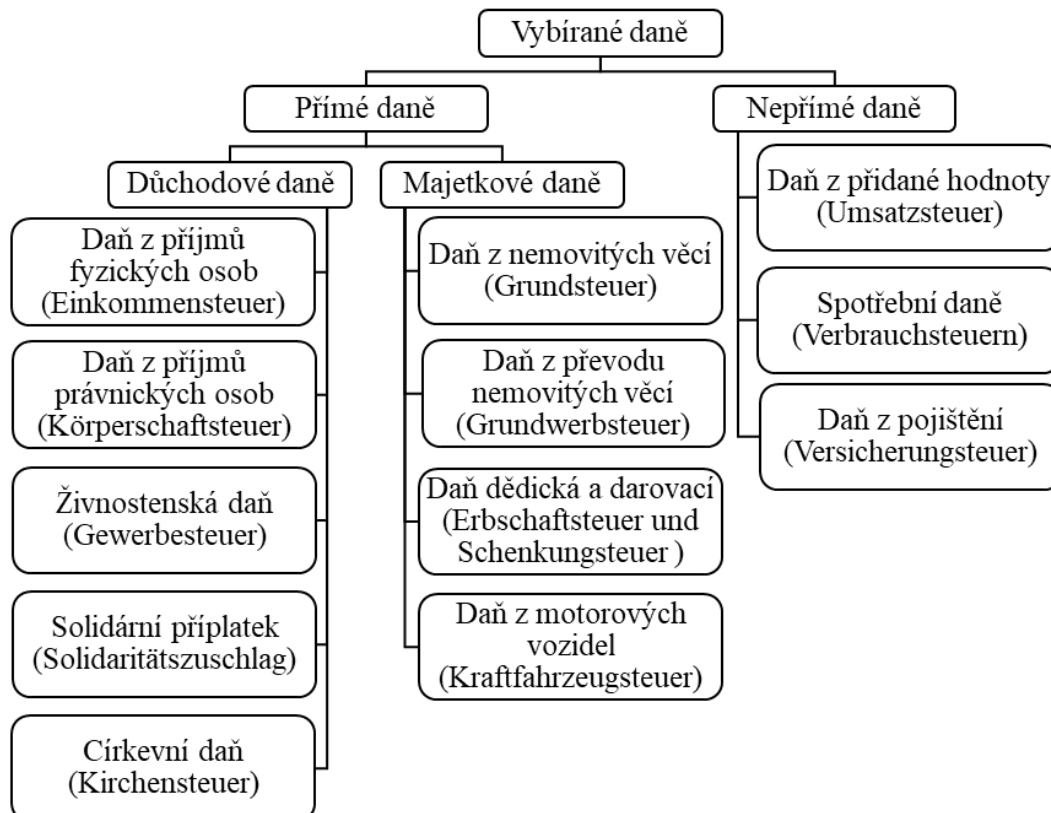 Vybírané daně
Přímé daně
Nepřímé daně
Důchodové daně
Majetkové daně
Daň z příjmů
fyzických osob
(Einkommensteuer)
Daň z příjmů
právnických osob
(Körperschaftsteuer)
Živnostenská daň
(Gewerbesteuer)
Solidární příplatek
(Solidaritätszuschlag)
Církevní daň
(Kirchensteuer)
Daň z nemovitých věcí
(Grundsteuer)
Daň z převodu
nemovitých věcí
(Grundwerbsteuer)
Daň dědická a darovací
(Erbschaftsteuer und
Schenkungsteuer )
Daň z motorových
vozidel
(Kraftfahrzeugsteuer)
Daň z přidané hodnoty
(Umsatzsteuer)
Spotřební daně
(Verbrauchsteuern)
Daň z pojištění
(Versicherungsteuer)